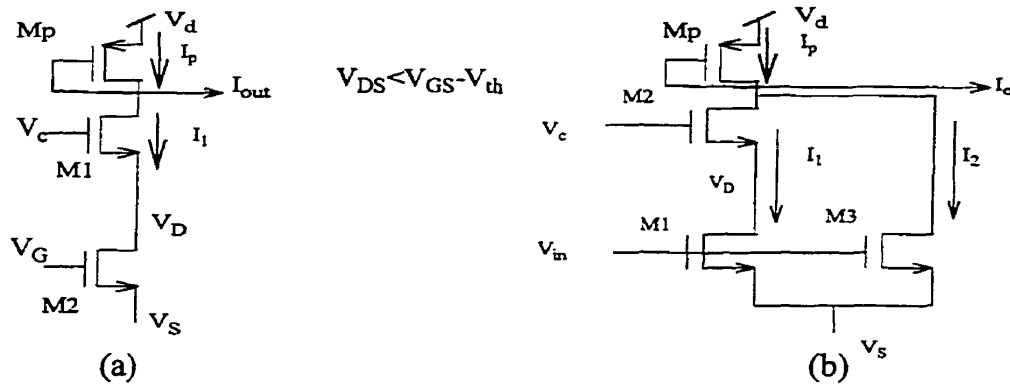 Mp
V_d
I_p
I_out
V_c
I_1
M1
V_D
V_G
M2
V_S
(a)
V_DS<V_GS-V_th
Mp
V_d
I_p
I_o
M2
V_c
I_1
I_2
V_D
M1
M3
V_in
V_S
(b)